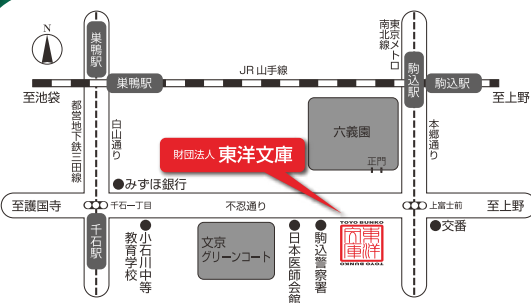 N
巣鴨駅
巣鴨駅
JR山手線
東京メトロ
南北線
駒込駅
駒込駅
至池袋
至上野
都営地下鉄三田線
白山通り
財団法人 東洋文庫
六義園
正門
本郷通り
みずほ銀行
至護国寺
千石一丁目
不忍通り
上富士前
至上野
千石駅
小石川中等
教育学校
文京
グリーンコート
日本医師会館
駒込警察署
TOYO BUNKO
東洋
文庫
TOYO BUNKO
交番